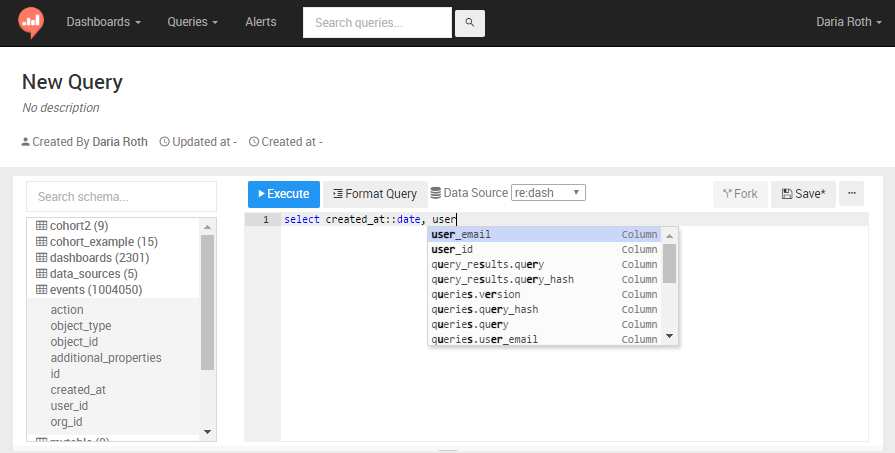 Dashboards Queries Alerts Search queries... Daria Roth
New Query
No description
Created By Daria Roth Updated at - Created at -
Search schema...
Execute Format Query Data Source re:dash Fork Save* ...
cohort2 (9)
cohort_example (15)
dashboards (2301)
data_sources (5)
events (1004050)
action
object_type
object_id
additional_properties
id
created_at
user_id
org_id
1 select created_at::date, user
user_email Column
user_id Column
query_results.query Column
query_results.query_hash Column
queries.version Column
queries.query_hash Column
queries.query Column
queries.user_email Column